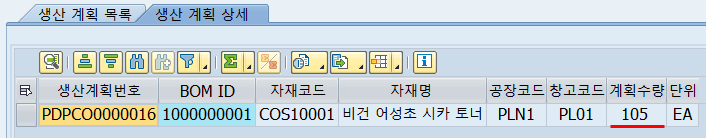 생산 계획 목록 생산 계획 상세
생산계획번호 BOM ID 자재코드 자재명 공장코드 창고코드 계획수량 단위
PDPCO0000016 1000000001 COS10001 비건 어성초 시카 토너 PLN1 PL01 105 EA